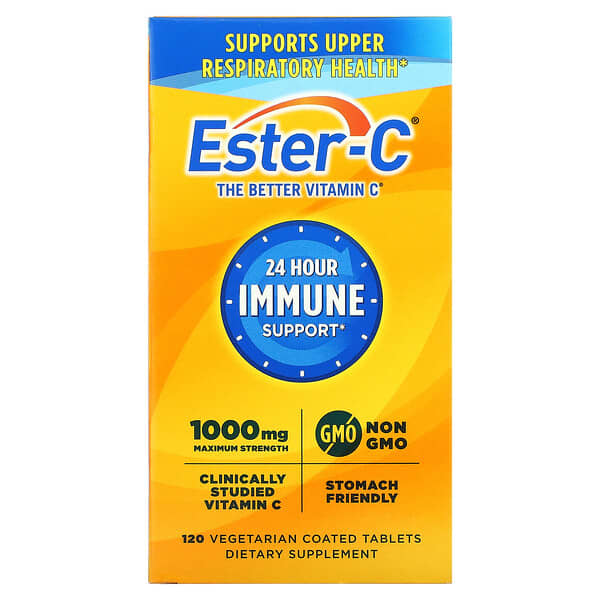 SUPPORTS UPPER
RESPIRATORY HEALTH*
Ester-C®
THE BETTER VITAMIN C®
24 HOUR
IMMUNE
SUPPORT*
1000mg
MAXIMUM STRENGTH
GMO
NON
GMO
CLINICALLY
STUDIED
VITAMIN C
STOMACH
FRIENDLY
120 VEGETARIAN COATED TABLETS
DIETARY SUPPLEMENT